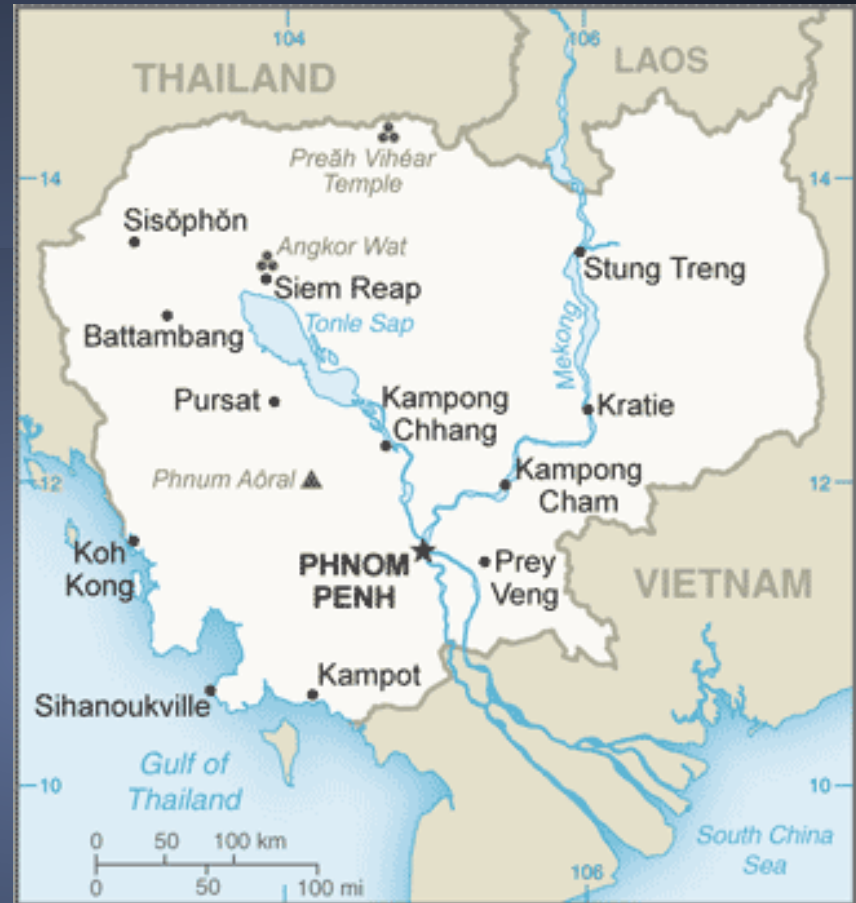 104
106
THAILAND
LAOS
Preăh Vihéar
Temple
14
14
Sisŏphŏn
Angkor Wat
Siem Reap
Stung Treng
Tonle Sap
Battambang
Mekong
Pursat
Kampong
Chhang
Kratie
Phnum Aôral
Kampong
Cham
12
12
Koh
Kong
PHNOM
PENH
Prey
Veng
VIETNAM
Kampot
Sihanoukville
Gulf of
Thailand
10
10
0 50 100 km
0 50 100 mi
South China
Sea
106